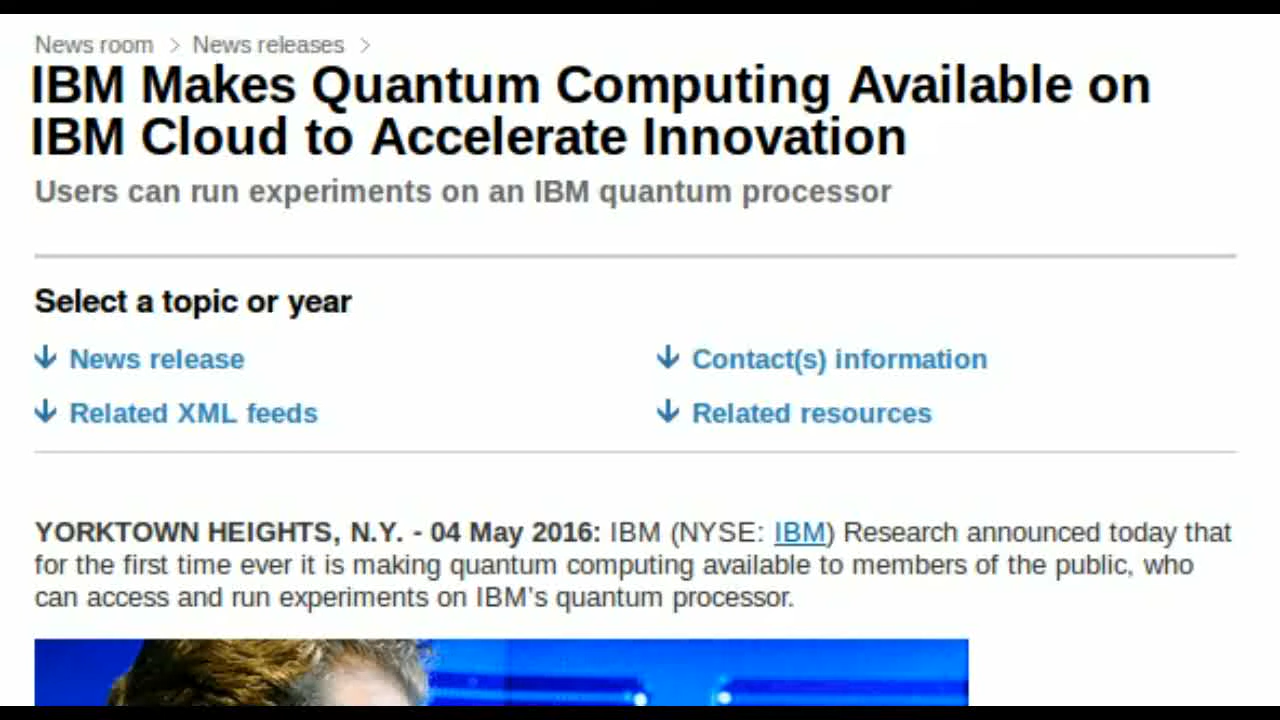 News room > News releases >
IBM Makes Quantum Computing Available on
IBM Cloud to Accelerate Innovation
Users can run experiments on an IBM quantum processor
Select a topic or year
↓ News release
↓ Contact(s) information
↓ Related XML feeds
↓ Related resources
YORKTOWN HEIGHTS, N.Y. - 04 May 2016: IBM (NYSE: IBM) Research announced today that
for the first time ever it is making quantum computing available to members of the public, who
can access and run experiments on IBM's quantum processor.